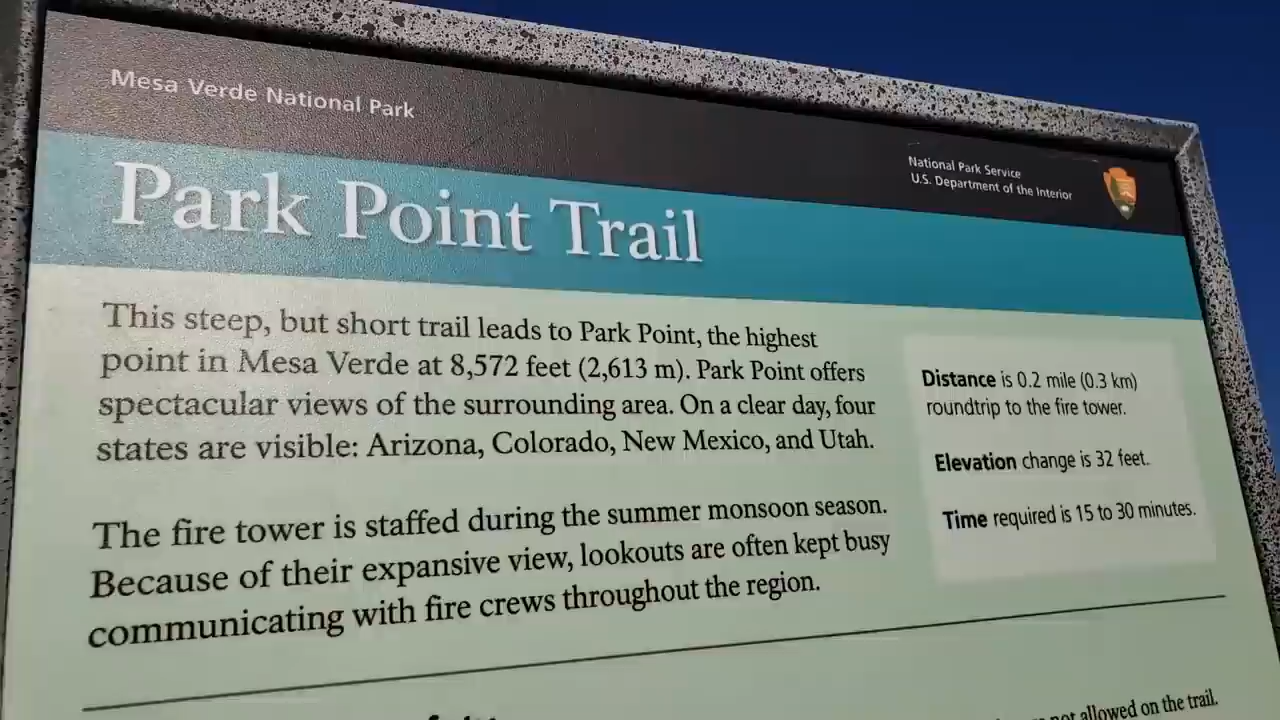 Mesa Verde National Park
National Park Service
U.S. Department of the Interior
Park Point Trail
This steep, but short trail leads to Park Point, the highest
point in Mesa Verde at 8,572 feet (2,613 m). Park Point offers
spectacular views of the surrounding area. On a clear day, four
states are visible: Arizona, Colorado, New Mexico, and Utah.
The fire tower is staffed during the summer monsoon season.
Because of their expansive view, lookouts are often kept busy
communicating with fire crews throughout the region.
Distance is 0.2 mile (0.3 km)
roundtrip to the fire tower.
Elevation change is 32 feet.
Time required is 15 to 30 minutes.
not allowed on the trail.